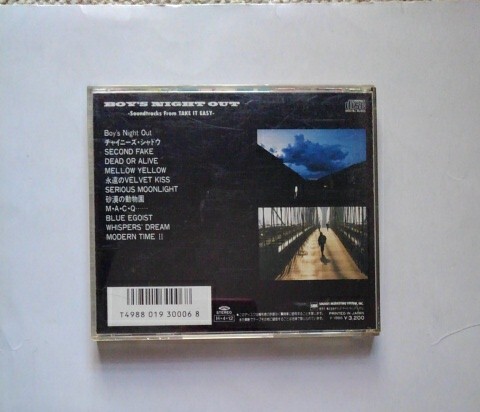 BOY'S NIGHT OUT
-Soundtracks From TAKE IT EASY-
Boy's Night Out
チャイニーズ・シャドウ
SECOND FAKE
DEAD OR ALIVE
MELLOW YELLOW
永遠のVELVET KISS
SERIOUS MOONLIGHT
砂漠の動物園
M・A・C・Q……
BLUE EGOIST
WHISPERS' DREAM
MODERN TIME !!
T4988 019 30006 8
STEREO
PRINTED IN JAPAN
¥3,200